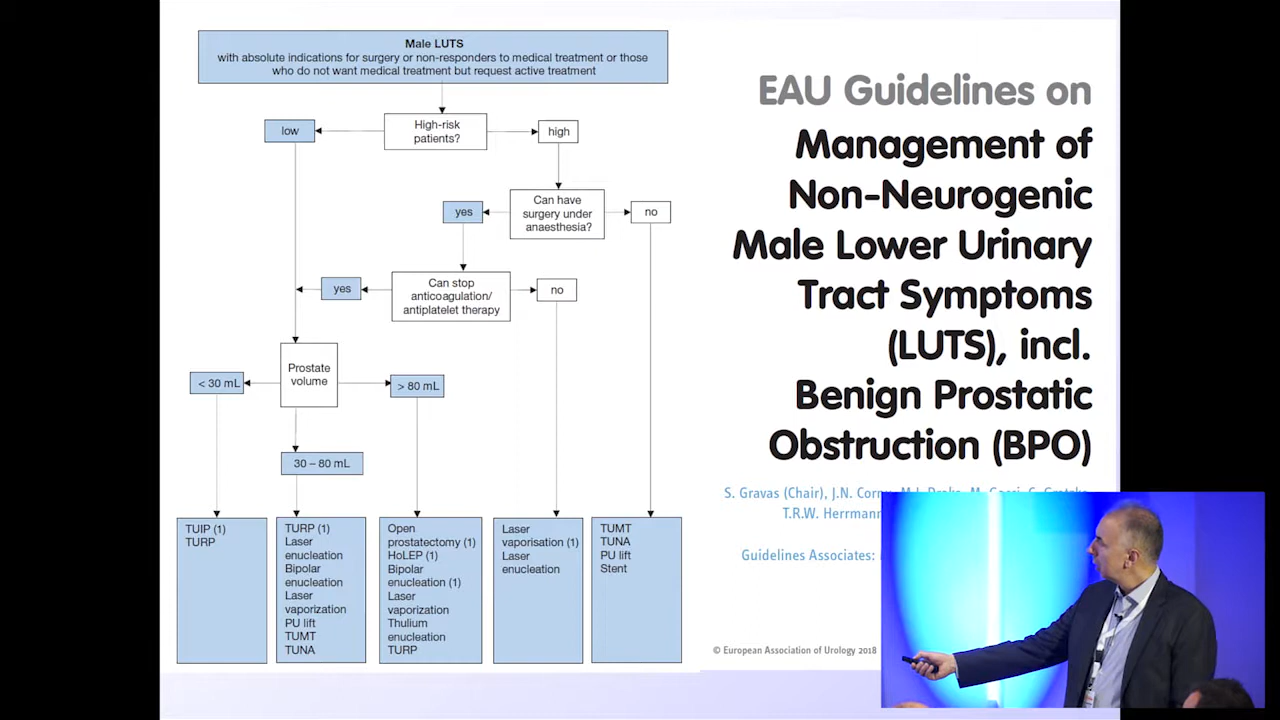 Male LUTS
with absolute indications for surgery or non-responders to medical treatment or those
who do not want medical treatment but request active treatment
low
High-risk
patients?
high
yes
Can have
surgery under
anaesthesia?
no
yes
Can stop
anticoagulation/
antiplatelet therapy
no
< 30 mL
Prostate
volume
> 80 mL
30 – 80 mL
TUIP (1)
TURP
TURP (1)
Laser
enucleation
Bipolar
enucleation
Laser
vaporization
PU lift
TUMT
TUNA
Open
prostatectomy (1)
HoLEP (1)
Bipolar
enucleation (1)
Laser
vaporization
Thulium
enucleation
TURP
Laser
vaporisation (1)
Laser
enucleation
TUMT
TUNA
PU lift
Stent
EAU Guidelines on
Management of
Non-Neurogenic
Male Lower Urinary
Tract Symptoms
(LUTS), incl.
Benign Prostatic
Obstruction (BPO)
S. Gravas (Chair), J.N.
T.R.W. Herrmann
Guidelines Associates:
© European Association of Urology 2018